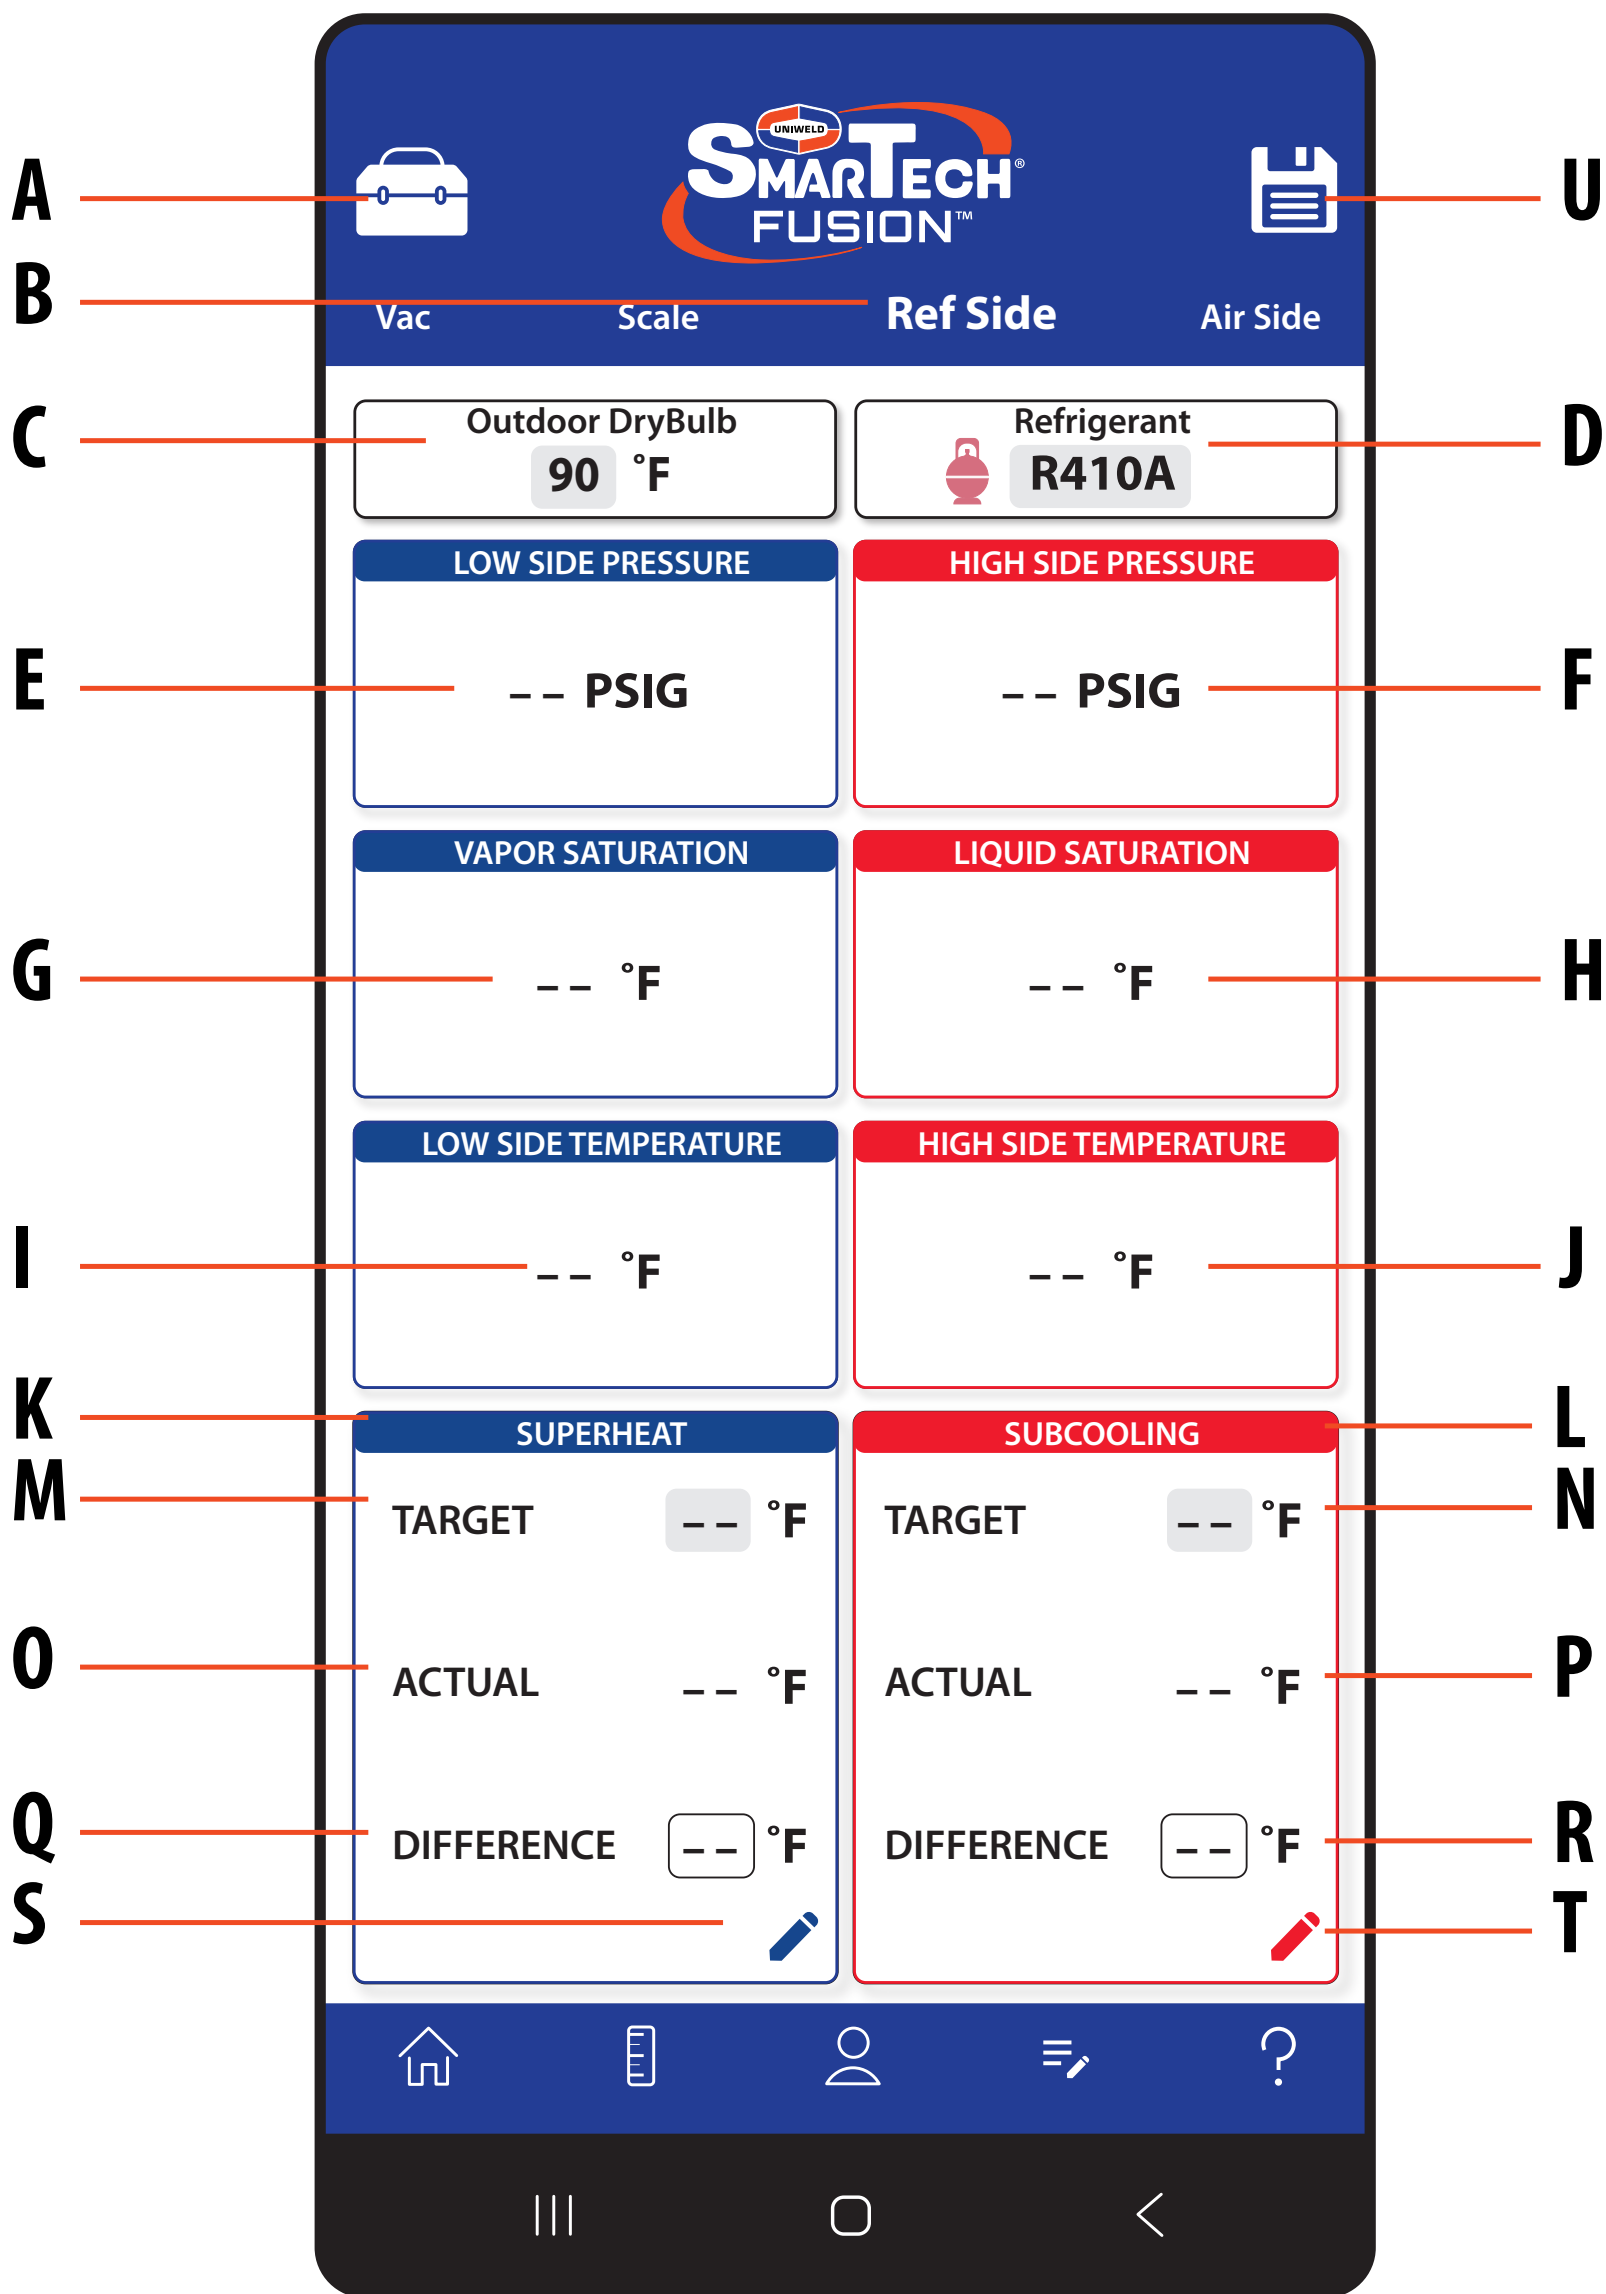 UNIWELD
SMARTECH®
FUSION™
A
U
B
Vac Scale Ref Side Air Side
C
Outdoor DryBulb
90 °F
Refrigerant
R410A
D
LOW SIDE PRESSURE
HIGH SIDE PRESSURE
E
-- PSIG
-- PSIG
F
VAPOR SATURATION
LIQUID SATURATION
G
-- °F
-- °F
H
LOW SIDE TEMPERATURE
HIGH SIDE TEMPERATURE
I
-- °F
-- °F
J
K
SUPERHEAT
SUBCOOLING
L
M
TARGET -- °F
TARGET -- °F
N
O
ACTUAL -- °F
ACTUAL -- °F
P
Q
DIFFERENCE -- °F
DIFFERENCE -- °F
R
S
T
?